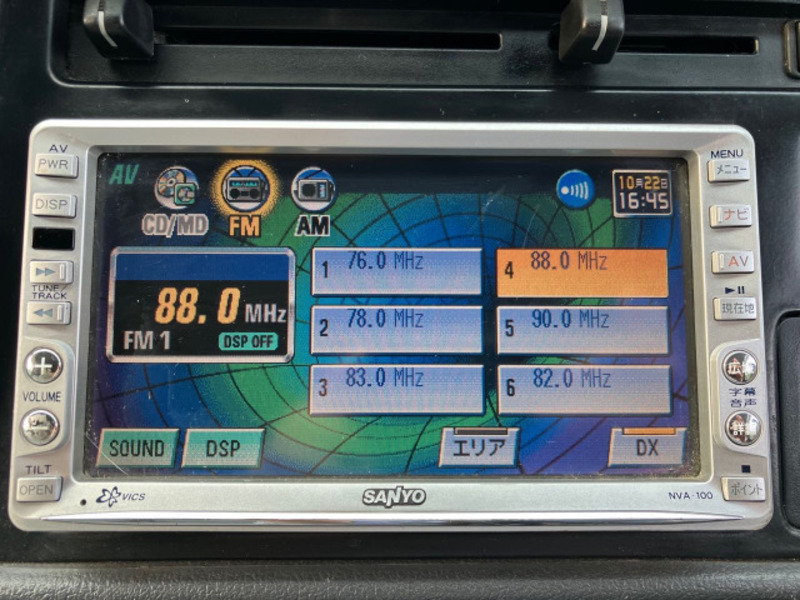 AV
PWR
DISP
TUNE/
TRACK
VOLUME
TILT
OPEN
VICS
AV
CD/MD
FM
AM
10月22日
16:45
88.0 MHz
FM 1
DSP OFF
1 76.0 MHz
4 88.0 MHz
2 78.0 MHz
5 90.0 MHz
3 83.0 MHz
6 82.0 MHz
SOUND
DSP
エリア
DX
SANYO
NVA-100
MENU
メニュー
ナビ
AV
現在地
広域
字幕
音声
詳細
ポイント